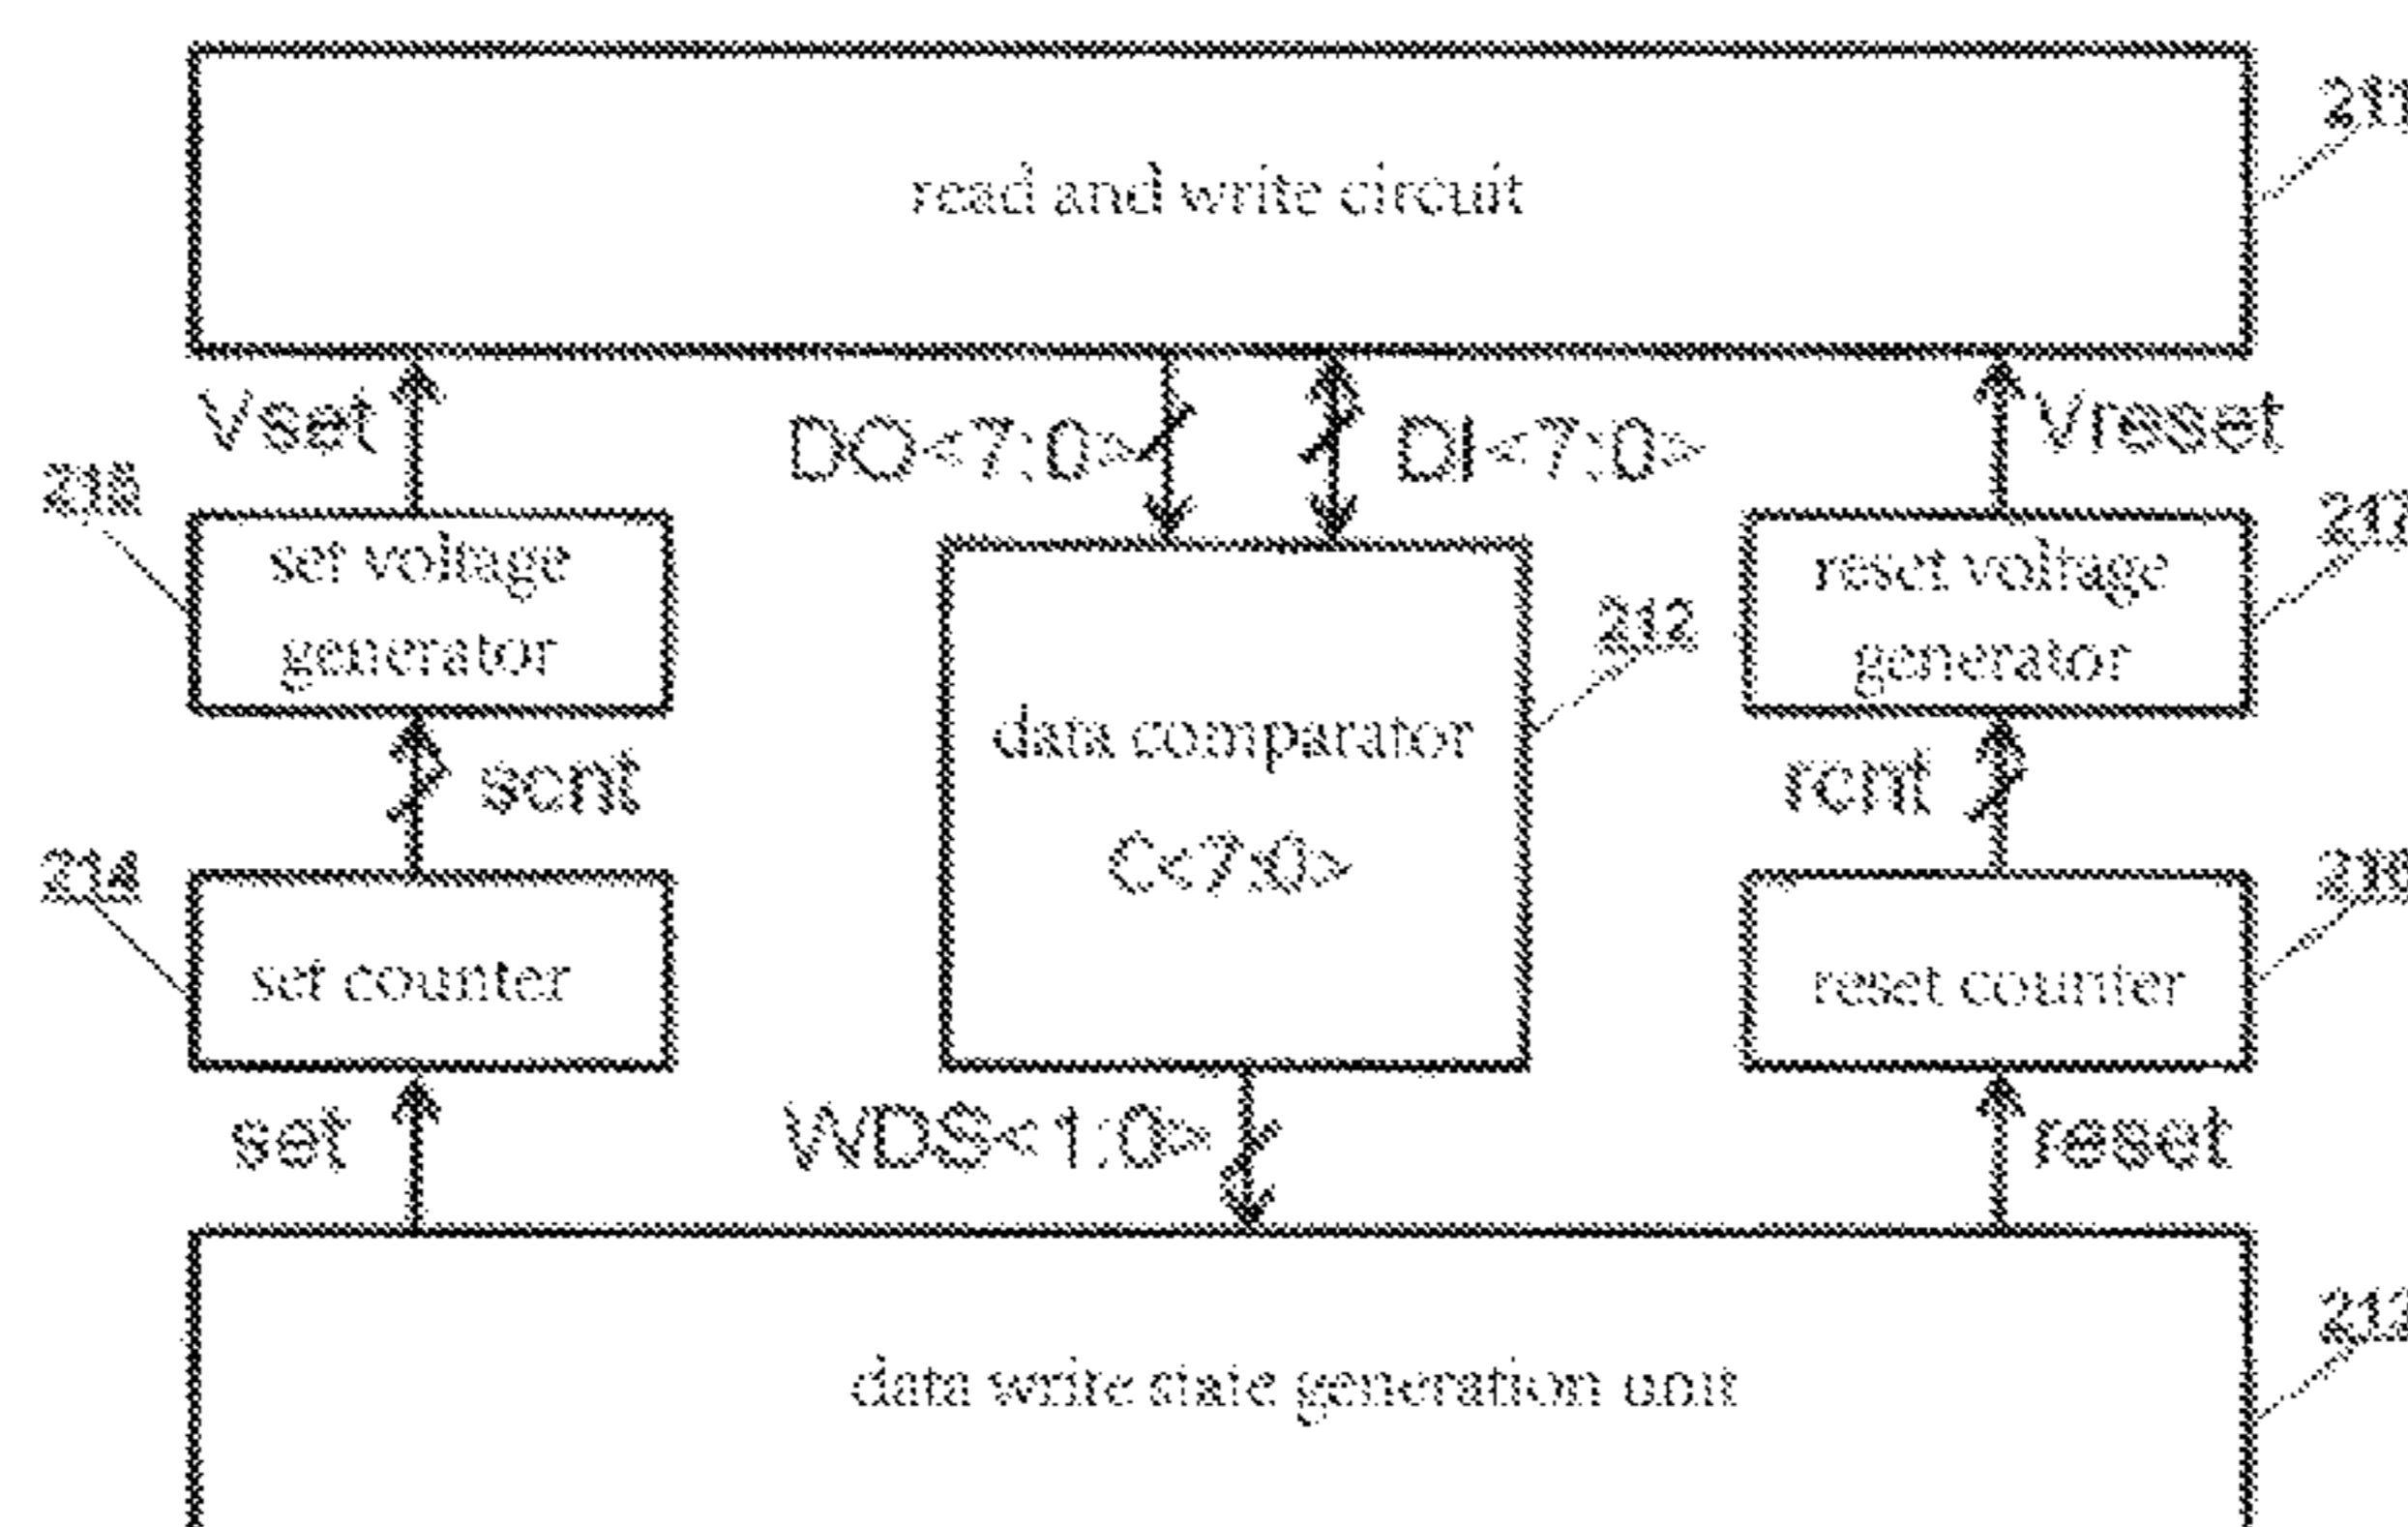 211
read and write circuit
Vset
DO<7:0>
DI<7:0>
Vreset
set voltage
generator
212
reset voltage
generator
data comparator
C<7:0>
scnt
rcnt
214
set counter
reset counter
set
WDS<1:0>
reset
data write state generation unit